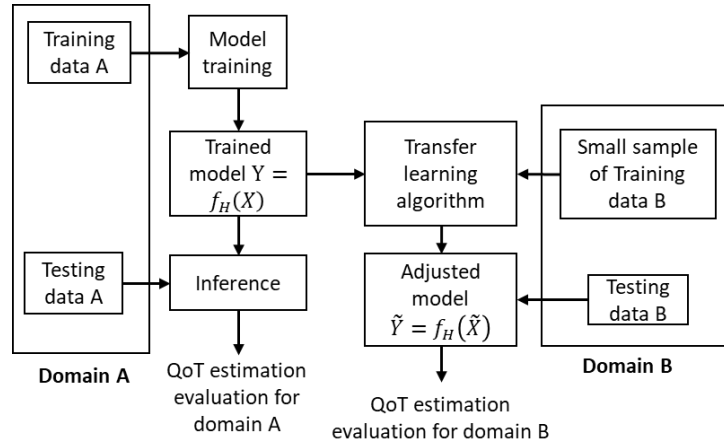 Training
data A
Model
training
Trained
model Y =
f_H(X)
Transfer
learning
algorithm
Small sample
of Training
data B
Testing
data A
Inference
Adjusted
model
Ỹ = f_H(X̃)
Testing
data B
Domain A
QoT estimation
evaluation for
domain A
QoT estimation
evaluation for domain B
Domain B